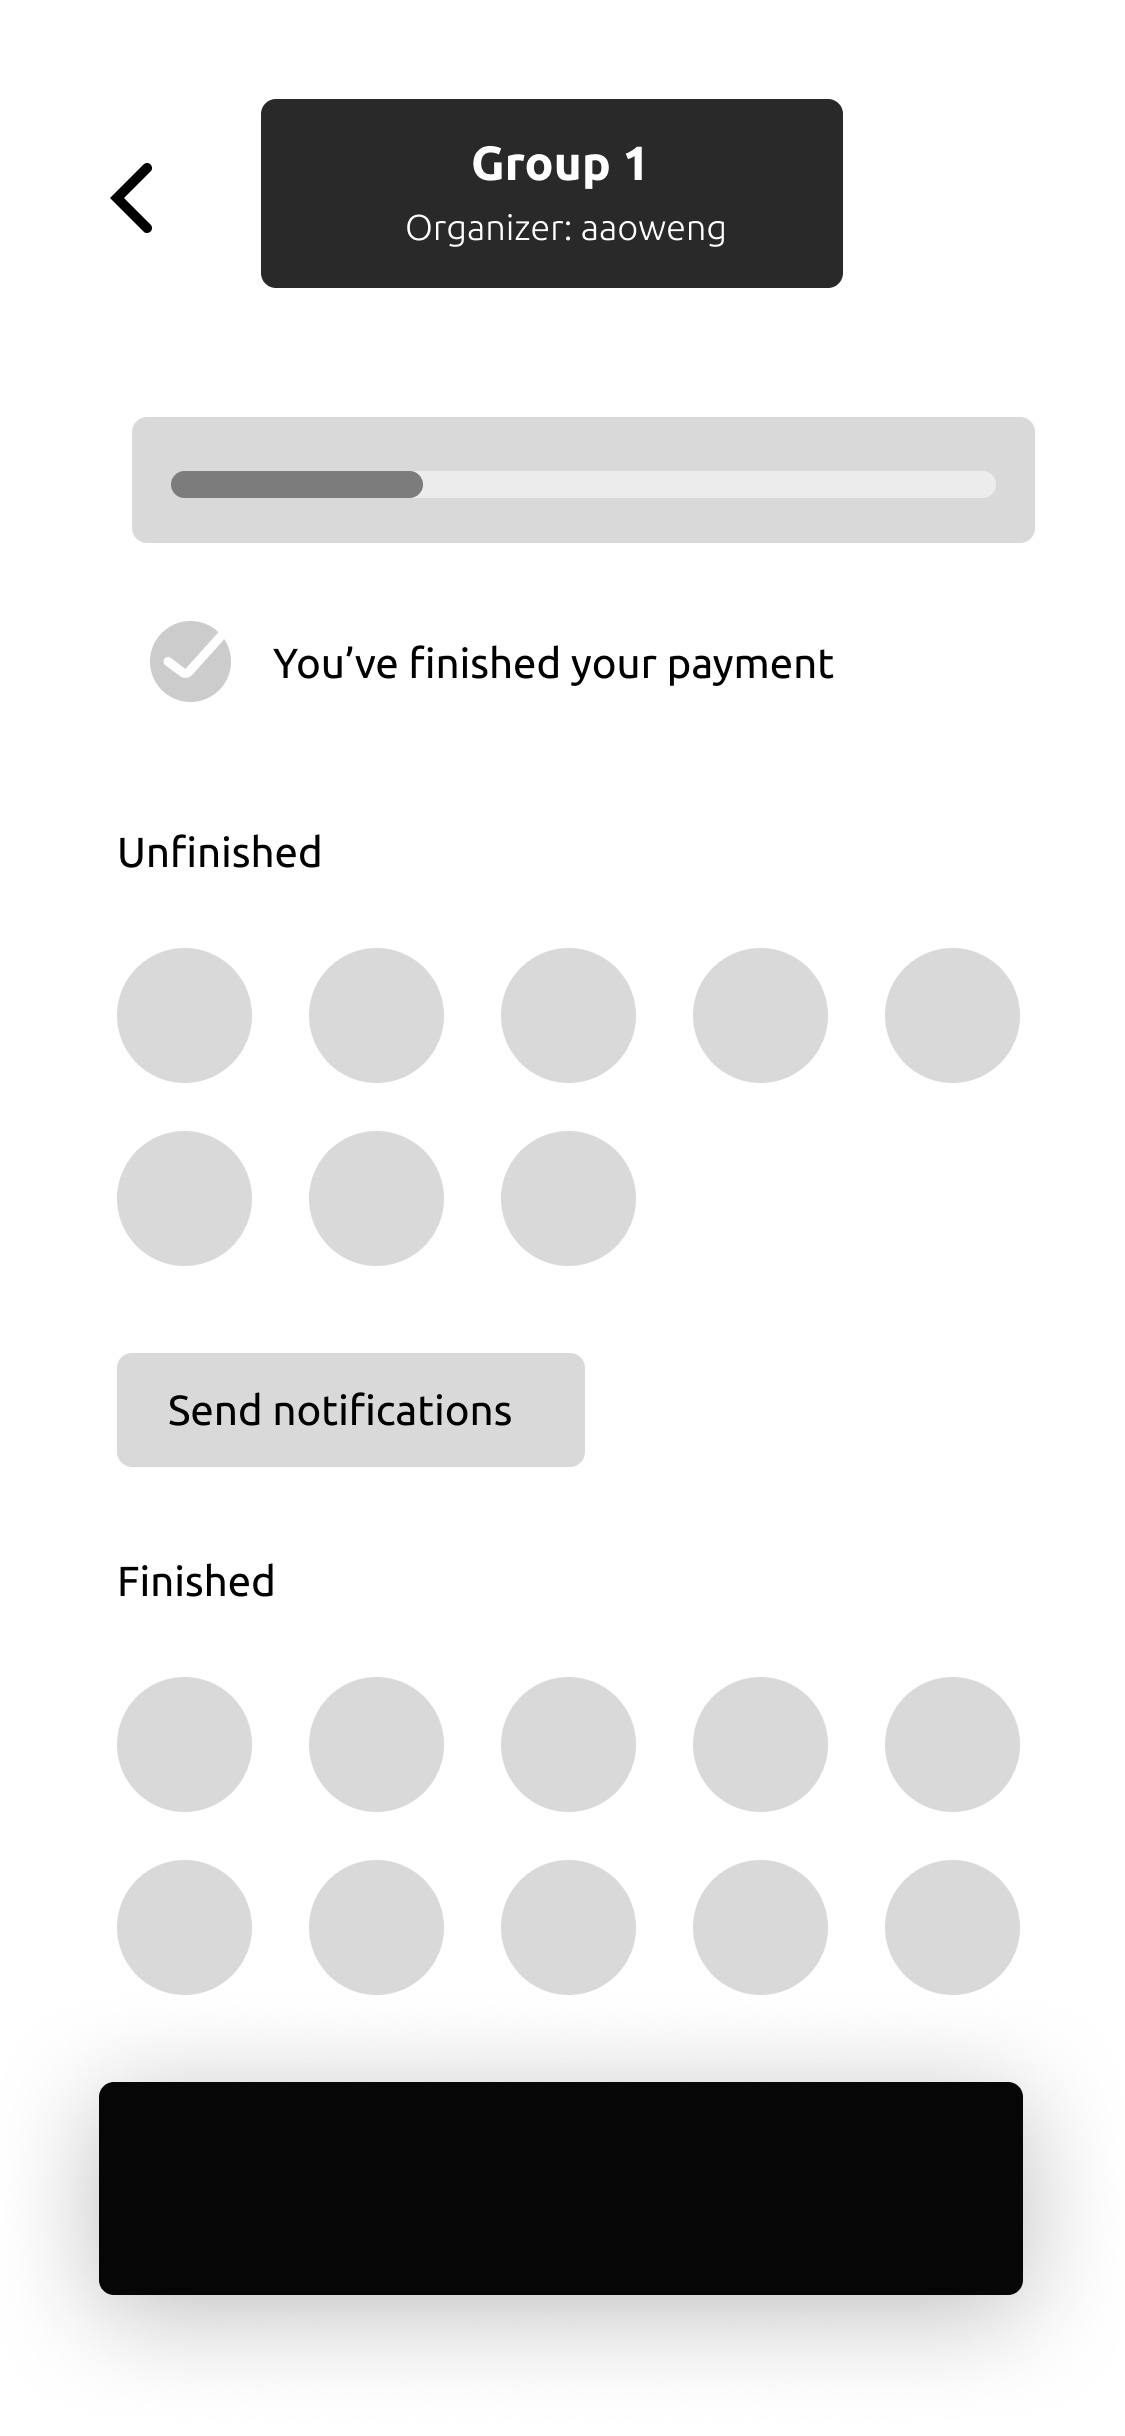 Group 1
Organizer: aaoweng
You’ve finished your payment
Unfinished
Send notifications
Finished